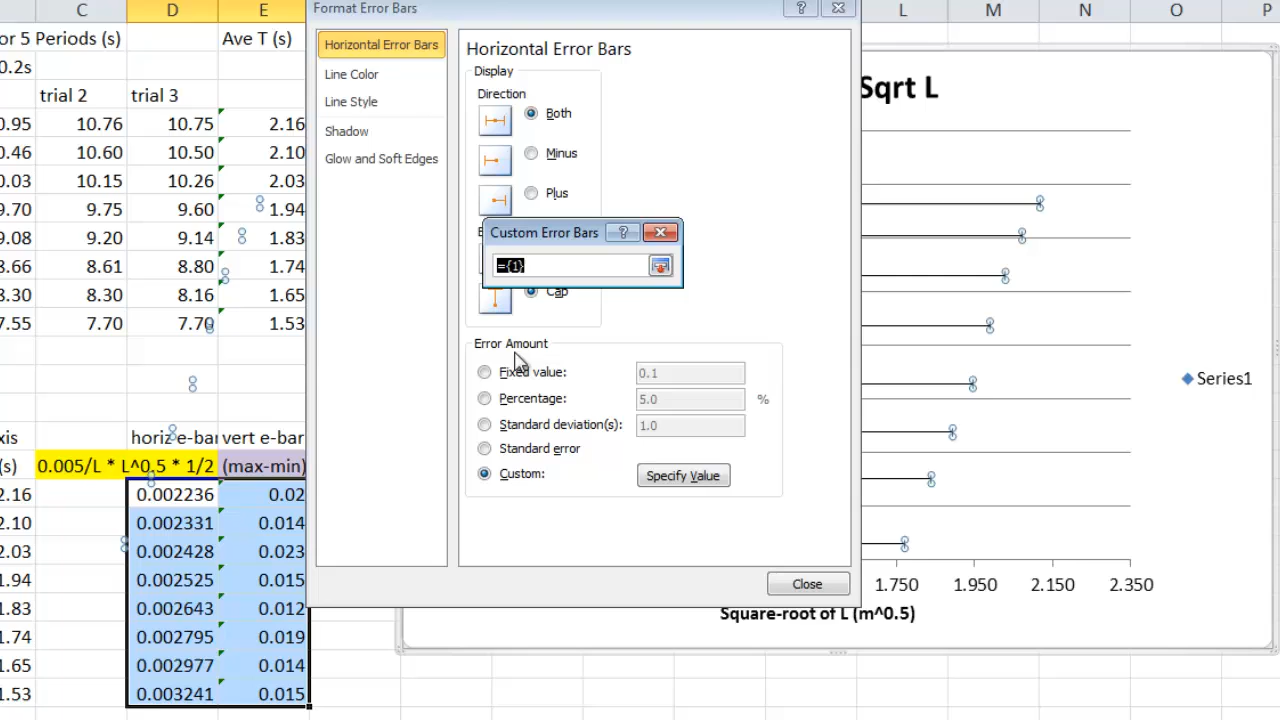 C D E L M N O P
or 5 Periods (s) Ave T (s)
0.2s
trial 2 trial 3
0.95 10.76 10.75 2.16
0.46 10.60 10.50 2.10
0.03 10.15 10.26 2.03
9.70 9.75 9.60 1.94
9.08 9.20 9.14 1.83
3.66 8.61 8.80 1.74
3.30 8.30 8.16 1.65
7.55 7.70 7.70 1.53
xis horiz e-bar vert e-bar
(s) 0.005/L * L^0.5 * 1/2 (max-min)
2.16 0.002236 0.02
2.10 0.002331 0.014
2.03 0.002428 0.023
1.94 0.002525 0.015
1.83 0.002643 0.012
1.74 0.002795 0.019
1.65 0.002977 0.014
1.53 0.003241 0.015
Format Error Bars
Horizontal Error Bars
Line Color
Line Style
Shadow
Glow and Soft Edges
Horizontal Error Bars
Display
Direction
Both
Minus
Plus
Custom Error Bars
={1}
Cap
Error Amount
Fixed value: 0.1
Percentage: 5.0 %
Standard deviation(s): 1.0
Standard error
Custom: Specify Value
Close
Sqrt L
Series1
1.750 1.950 2.150 2.350
Square-root of L (m^0.5)